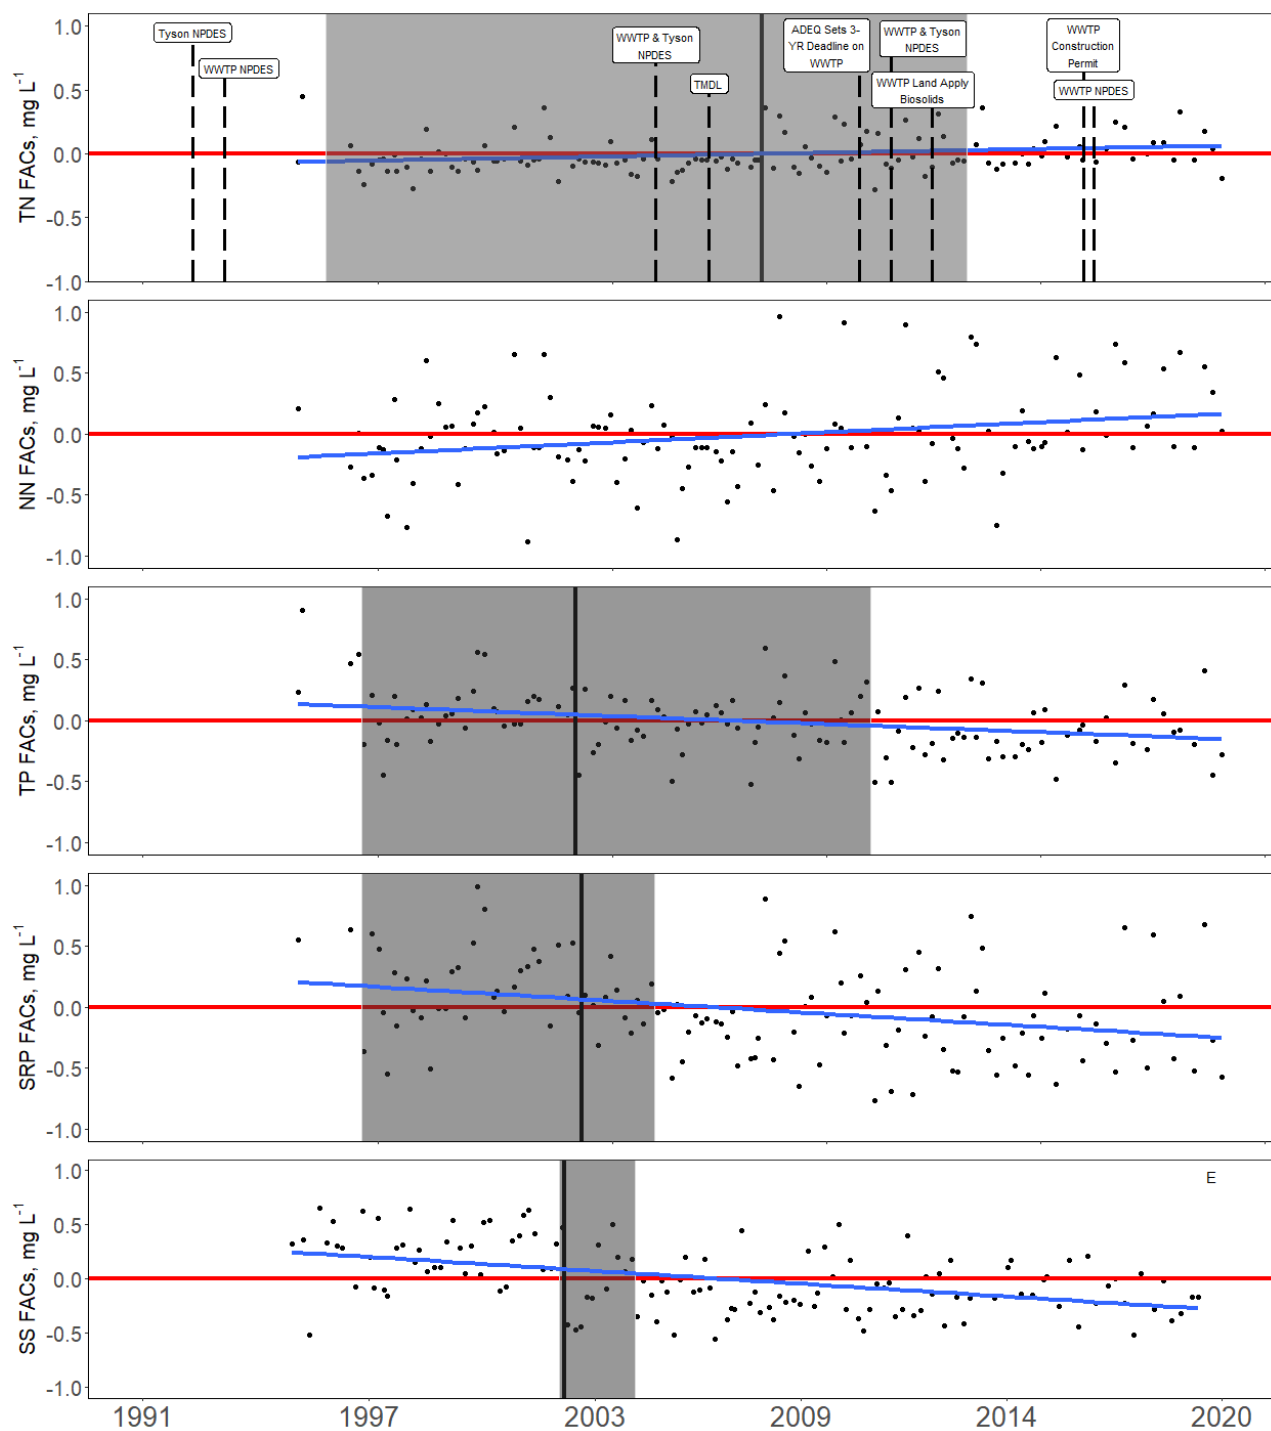 TN FACs, mg L⁻¹
1.0
0.5
0.0
-0.5
-1.0
Tyson NPDES
WWTP NPDES
WWTP & Tyson
NPDES
TMDL
ADEQ Sets 3-
YR Deadline on
WWTP
WWTP & Tyson
NPDES
WWTP Land Apply
Biosolids
WWTP
Construction
Permit
WWTP NPDES
NN FACs, mg L⁻¹
1.0
0.5
0.0
-0.5
-1.0
TP FACs, mg L⁻¹
1.0
0.5
0.0
-0.5
-1.0
SRP FACs, mg L⁻¹
1.0
0.5
0.0
-0.5
-1.0
SS FACs, mg L⁻¹
1.0
0.5
0.0
-0.5
-1.0
E
1991 1997 2003 2009 2014 2020